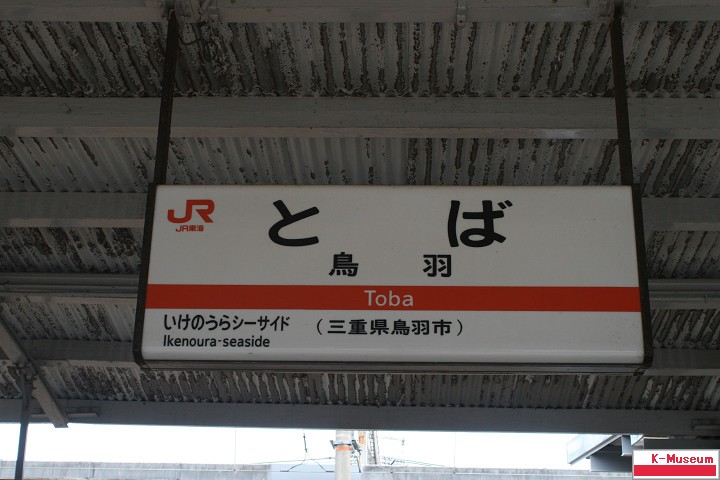 JR
JR東海
とば
鳥羽
Toba
いけのうらシーサイド
Ikenoura-seaside
（三重県鳥羽市）
K-Museum